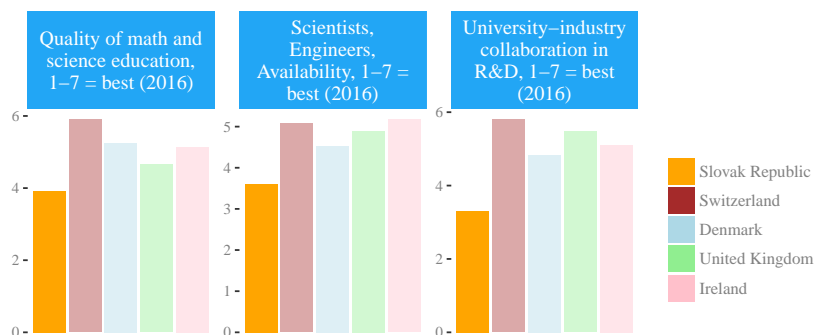 Quality of math and
science education,
1−7 = best (2016)
Scientists,
Engineers,
Availability, 1−7 =
best (2016)
University−industry
collaboration in
R&D, 1−7 = best
(2016)
6
4
2
0
5
4
3
2
1
0
6
4
2
0
Slovak Republic
Switzerland
Denmark
United Kingdom
Ireland